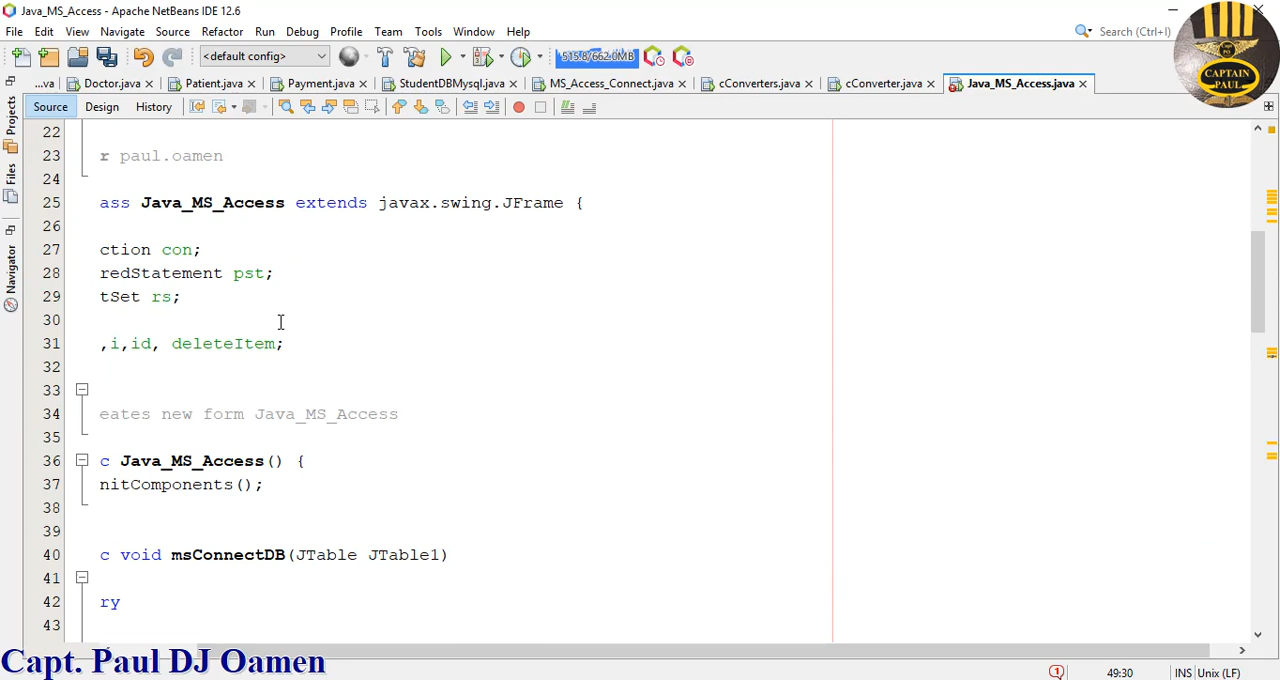 Java_MS_Access - Apache NetBeans IDE 12.6
File Edit View Navigate Source Refactor Run Debug Profile Team Tools Window Help
Search (Ctrl+I)
<default config>
515.8/662.0MB
...va Doctor.java Patient.java Payment.java StudentDBMysql.java MS_Access_Connect.java cConverters.java cConverter.java Java_MS_Access.java
CAPTAIN
PAUL
Source Design History
Projects
Files
Navigator
22
23 r paul.oamen
24
25 ass Java_MS_Access extends javax.swing.JFrame {
26
27 ction con;
28 redStatement pst;
29 tSet rs;
30
31 ,i,id, deleteItem;
32
33
34 eates new form Java_MS_Access
35
36 c Java_MS_Access() {
37 nitComponents();
38
39
40 c void msConnectDB(JTable JTable1)
41
42 ry
43
Capt. Paul DJ Oamen
1 49:30 INS Unix (LF)